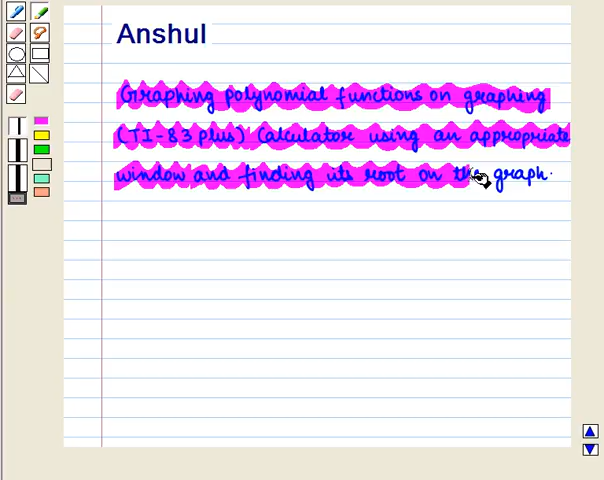 Anshul
Graphing polynomial functions on graphing
(TI-83 plus) Calculator using an appropriate
window and finding its root on the graph.